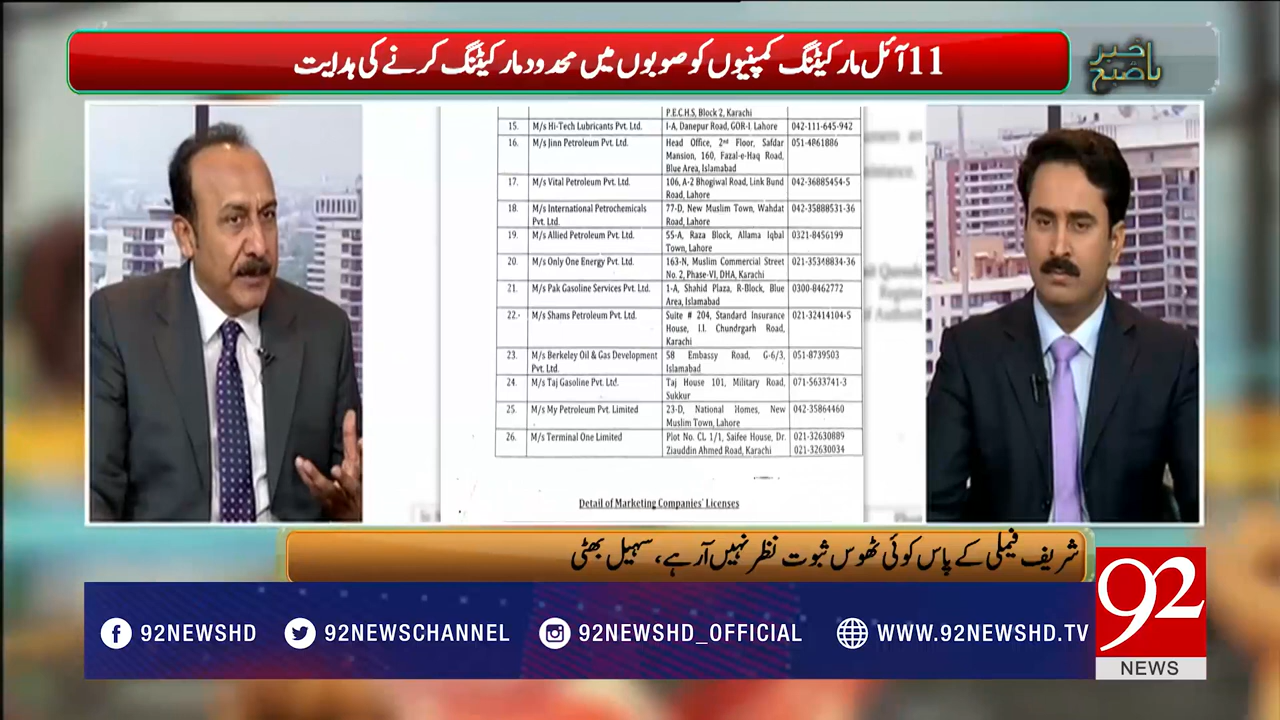 11 آئل مارکیٹنگ کمپنیوں کو صوبوں میں محدود مارکیٹنگ کرنے کی ہدایت
باخبر صبح
P.E.C.H.S, Block 2, Karachi
15. M/s Hi-Tech Lubricants Pvt. Ltd. I-A, Danepur Road, GOR-I. Lahore 042-111-645-942
16. M/s Jinn Petroleum Pvt. Ltd. Head Office, 2nd Floor, Safdar 051-4861886
Mansion, 160, Fazal-e-Haq Road,
Blue Area, Islamabad
17. M/s Vital Petroleum Pvt. Ltd. 106, A-2 Bhogiwal Road, Link Bund 042-36885454-5
Road, Lahore
18. M/s International Petrochemicals 77-D, New Muslim Town, Wahdat 042-35888531-36
Pvt. Ltd. Road, Lahore
19. M/s Allied Petroleum Pvt. Ltd. 55-A, Raza Block, Allama Iqbal 0321-8456199
Town, Lahore
20. M/s Only One Energy Pvt. Ltd. 163-N, Muslim Commercial Street 021-35348834-36
No. 2, Phase-VI, DHA, Karachi
21. M/s Pak Gasoline Services Pvt. Ltd. 1-A, Shahid Plaza, R-Block, Blue 0300-8462772
Area, Islamabad
22. M/s Shams Petroleum Pvt. Ltd. Suite # 204, Standard Insurance 021-32414104-5
House, I.I. Chundrgarh Road,
Karachi
23. M/s Berkeley Oil & Gas Development 58 Embassy Road, G-6/3, 051-8739503
Pvt. Ltd. Islamabad
24. M/s Taj Gasoline Pvt. Ltd. Taj House 101, Military Road, 071-5633741-3
Sukkur
25. M/s My Petroleum Pvt. Limited 23-D, National Homes, New 042-35864460
Muslim Town, Lahore
26. M/s Terminal One Limited Plot No. CL 1/1, Saifee House, Dr. 021-32630889
Ziauddin Ahmed Road, Karachi 021-32630034
Detail of Marketing Companies' Licenses
شریف فیملی کے پاس کوئی ٹھوس ثبوت نظر نہیں آرہے، سہیل بھٹی
92NEWSHD 92NEWSCHANNEL 92NEWSHD_OFFICIAL WWW.92NEWSHD.TV
92
NEWS